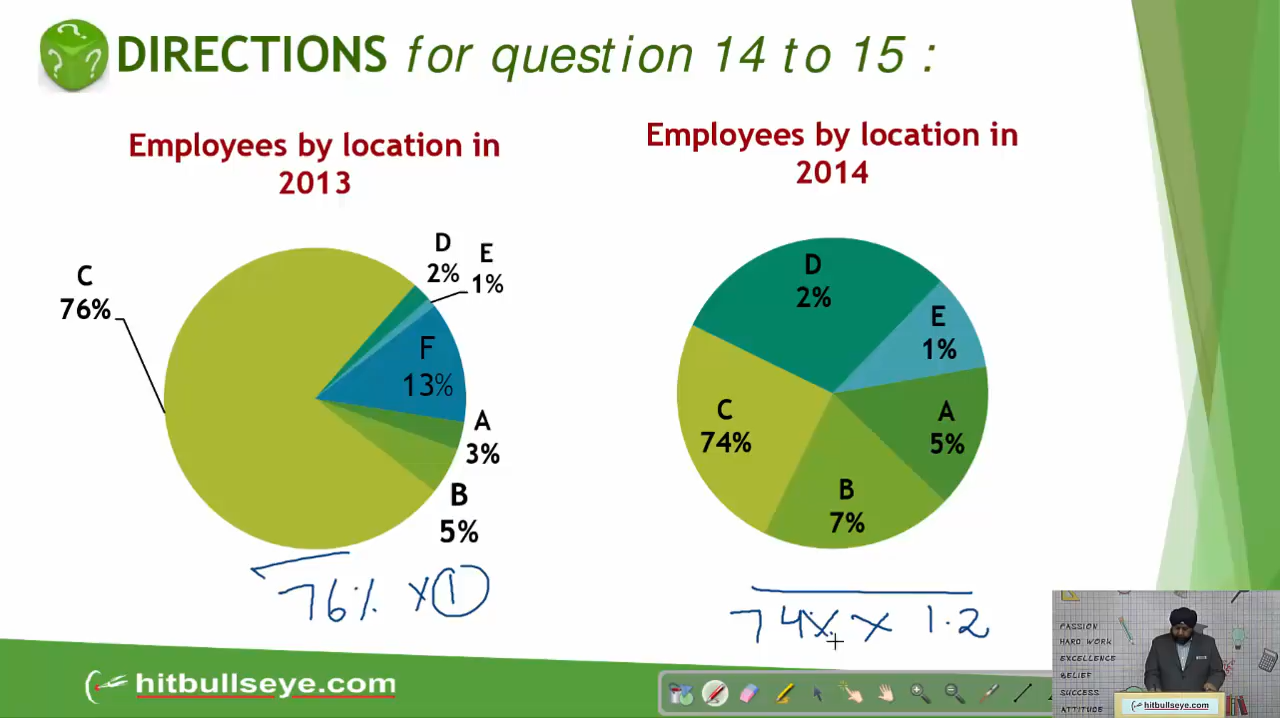 DIRECTIONS for question 14 to 15 :
Employees by location in
2013
Employees by location in
2014
C
76%
D
2%
E
1%
F
13%
A
3%
B
5%
D
2%
E
1%
C
74%
A
5%
B
7%
76% × 1
74% × 1.2
hitbullseye.com
PASSION
HARD WORK
EXCELLENCE
BELIEF
SUCCESS
ATTITUDE
hitbullseye.com